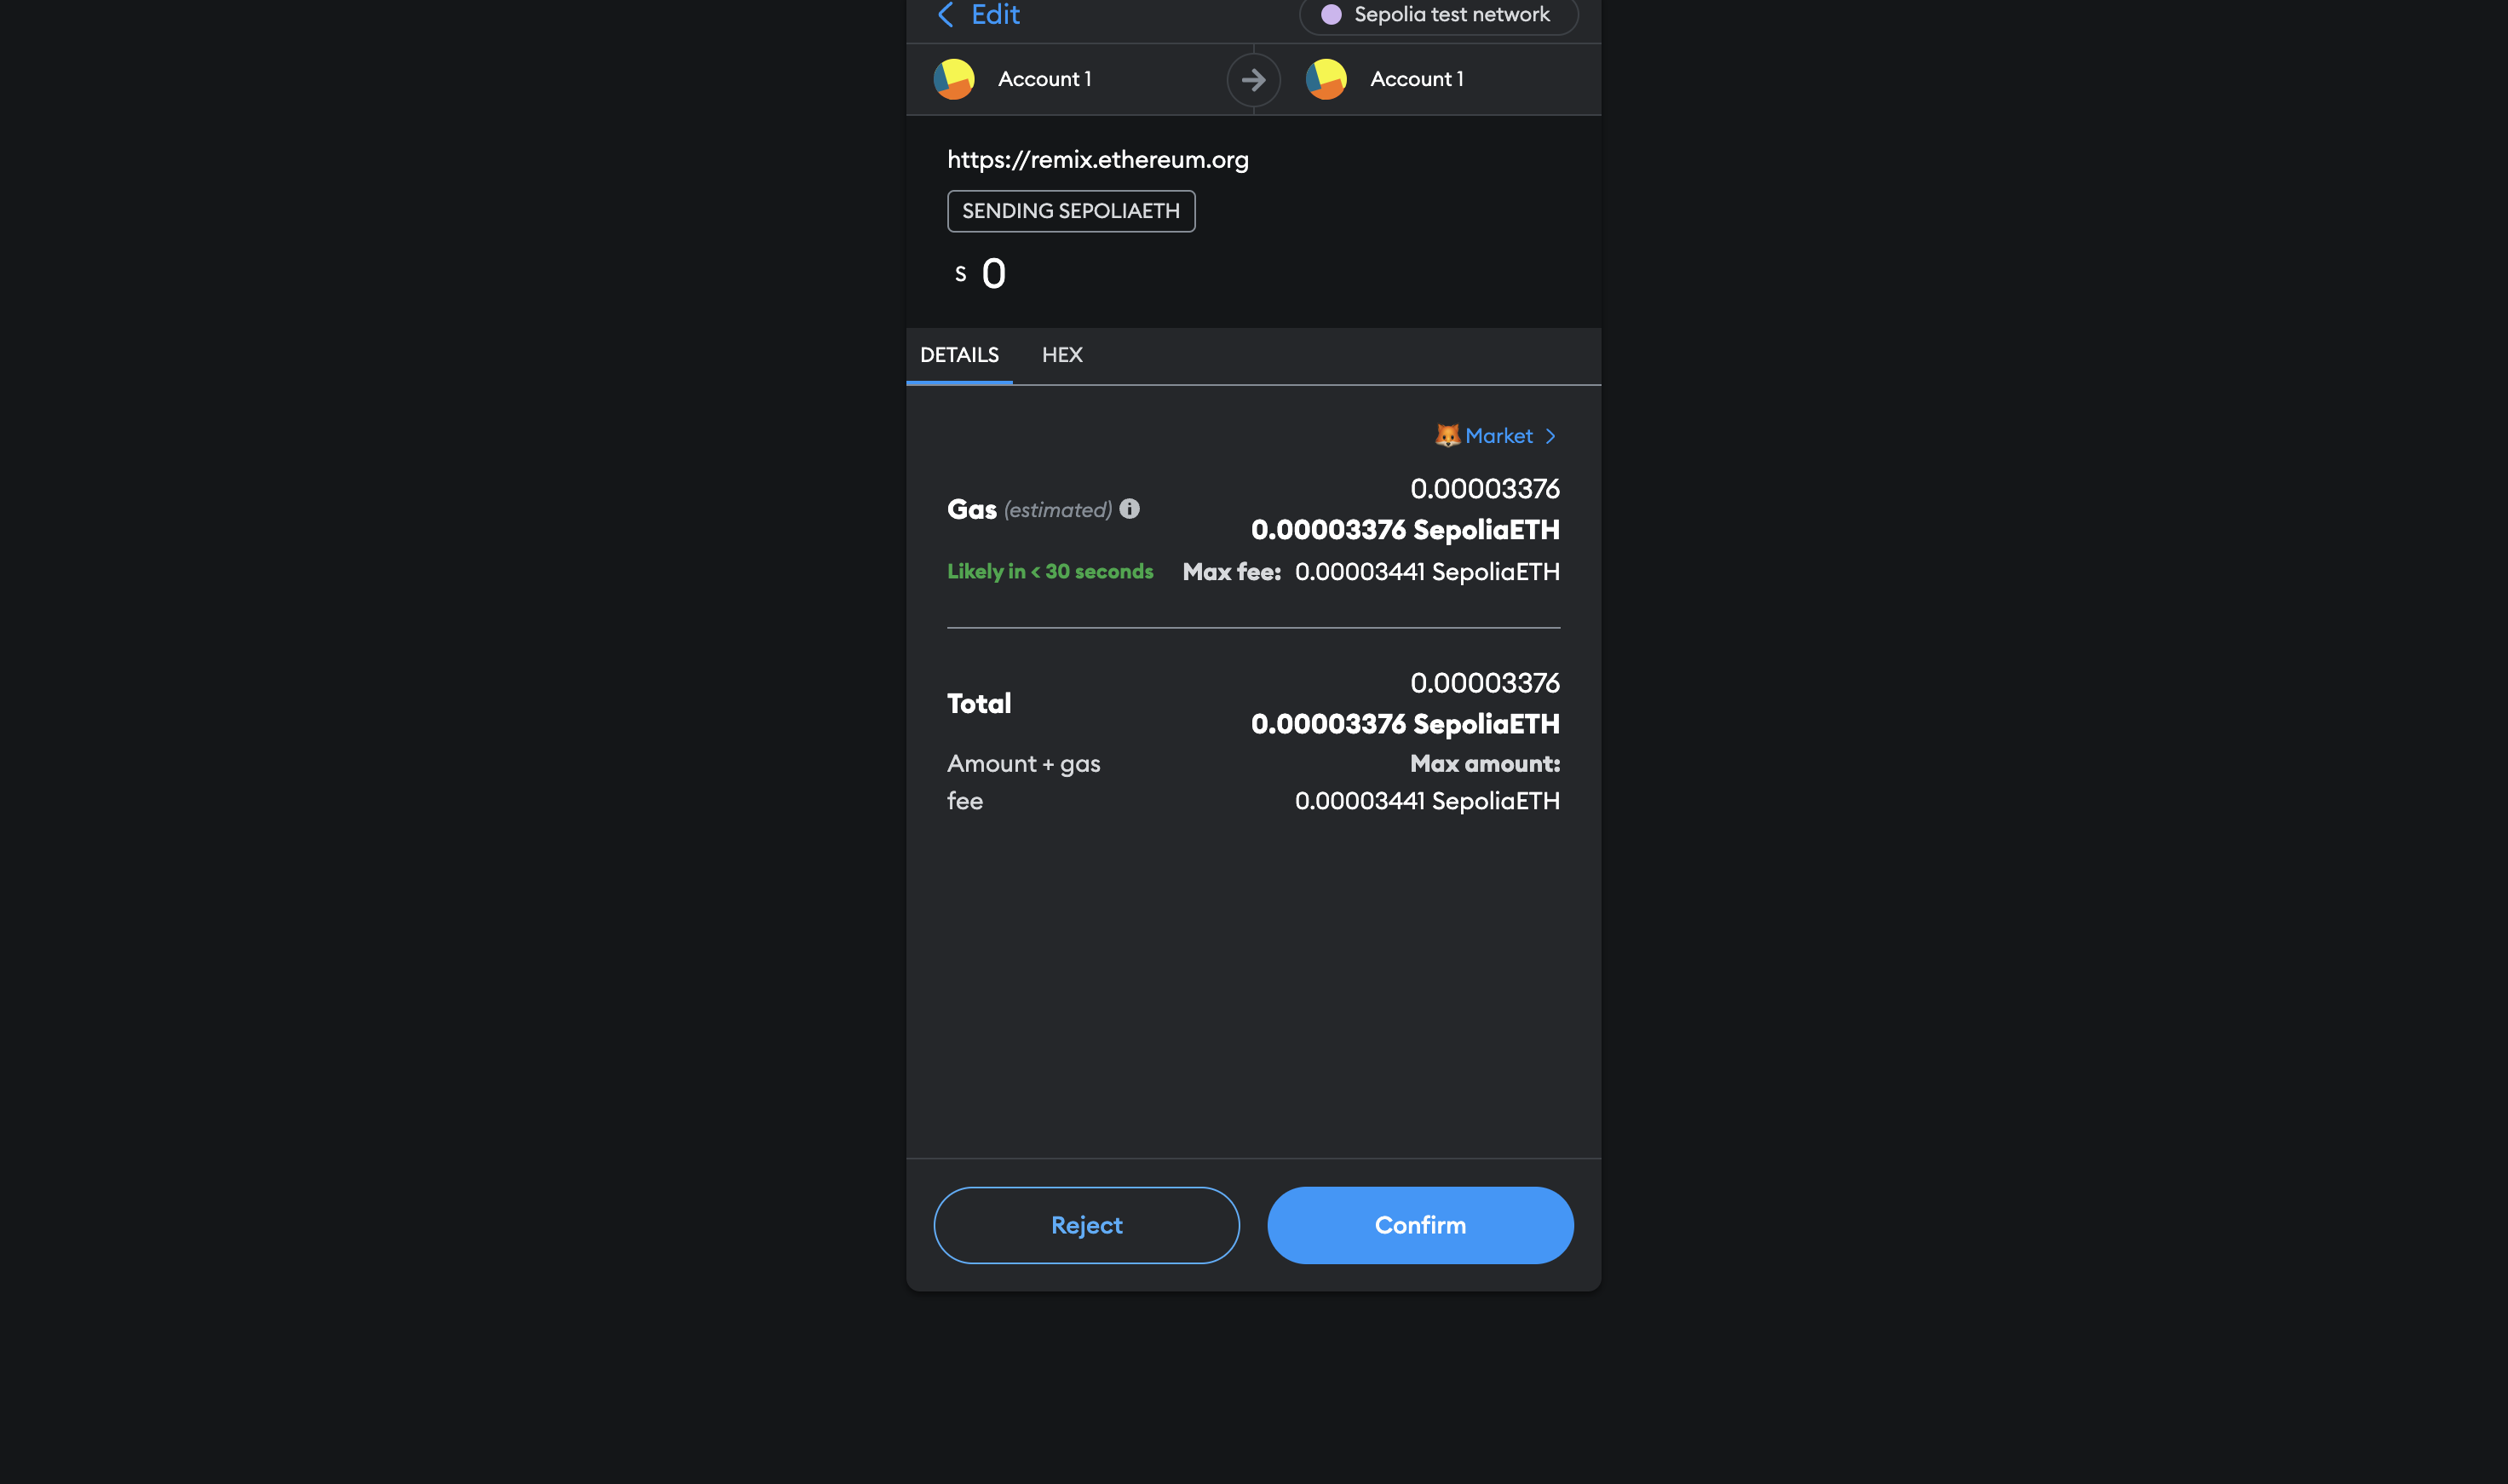 Edit
Sepolia test network
Account 1
Account 1
https://remix.ethereum.org
SENDING SEPOLIAETH
S 0
DETAILS HEX
Market
0.00003376
Gas (estimated)
0.00003376 SepoliaETH
Likely in < 30 seconds Max fee: 0.00003441 SepoliaETH
0.00003376
Total
0.00003376 SepoliaETH
Amount + gas
fee
Max amount:
0.00003441 SepoliaETH
Reject
Confirm